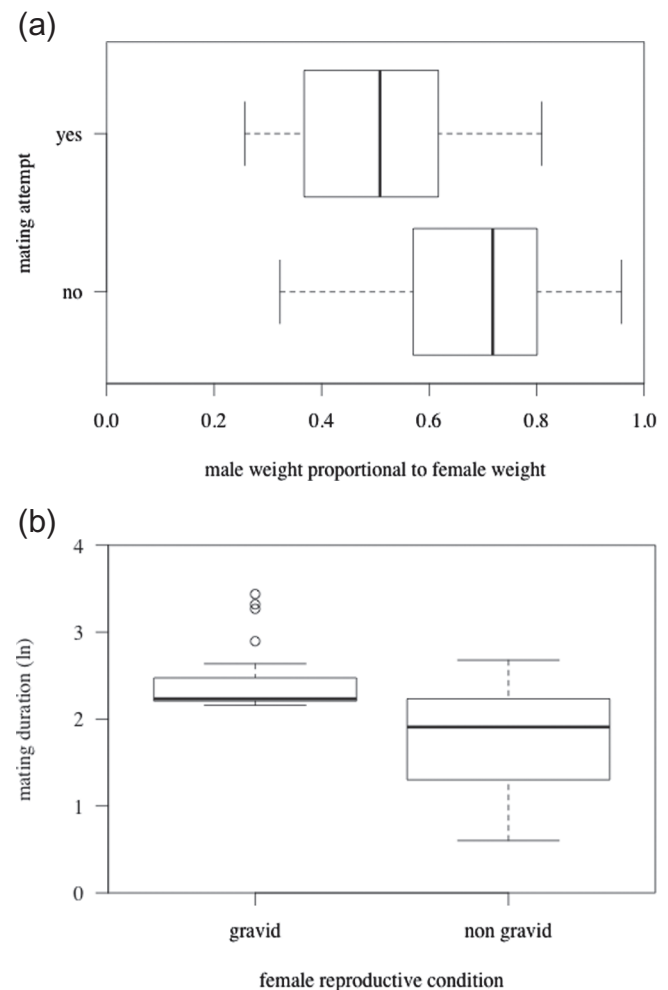 (a)
mating attempt
yes
no
0.0 0.2 0.4 0.6 0.8 1.0
male weight proportional to female weight
(b)
mating duration (ln)
4
3
2
1
0
gravid non gravid
female reproductive condition